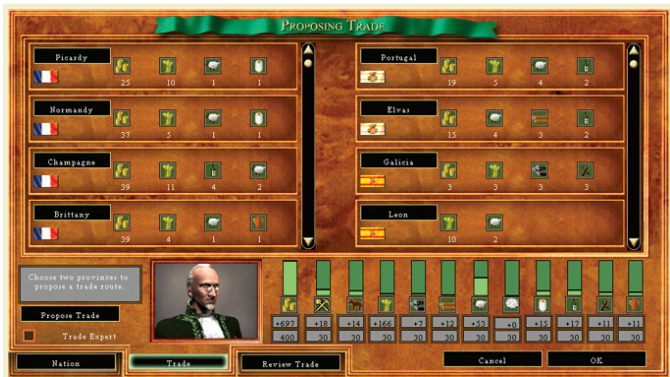 PROPOSING TRADE
Picardy
25 10 1 1
Normandy
37 5 1 1
Champagne
39 11 4 2
Brittany
39 4 1 1
Portugal
19 5 4 2
Elvas
15 4 3 2
Galicia
3 3 3 3
Leon
10 2
Choose two provinces to
propose a trade route.
Propose Trade
Trade Expert
+697 +18 +14 +166 +7 +12 +53 +0 +15 +17 +11 +11
400 30 30 30 30 30 30 30 30 30 30 30
Nation
Trade
Review Trade
Cancel
OK